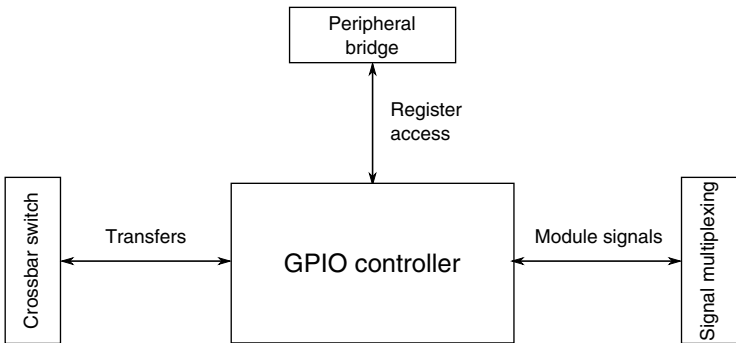 Peripheral
bridge
Register
access
Crossbar switch
Transfers
GPIO controller
Module signals
Signal multiplexing